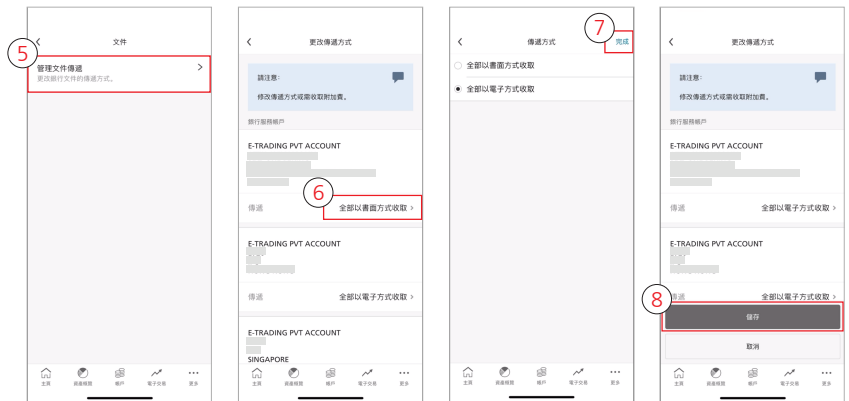 5
文件
管理文件傳遞
更改銀行文件的傳遞方式。
主頁
資產概覽
帳戶
電子交易
更多
更改傳遞方式
請注意:
修改傳遞方式或需收取附加費。
銀行服務帳戶
E-TRADING PVT ACCOUNT
6
傳遞
全部以書面方式收取
E-TRADING PVT ACCOUNT
傳遞
全部以電子方式收取
E-TRADING PVT ACCOUNT
SINGAPORE
主頁
資產概覽
帳戶
電子交易
更多
7
傳遞方式
完成
全部以書面方式收取
全部以電子方式收取
主頁
資產概覽
帳戶
電子交易
更多
更改傳遞方式
請注意:
修改傳遞方式或需收取附加費。
銀行服務帳戶
E-TRADING PVT ACCOUNT
傳遞
全部以電子方式收取
E-TRADING PVT ACCOUNT
8
傳遞
全部以電子方式收取
儲存
取消
主頁
資產概覽
帳戶
電子交易
更多